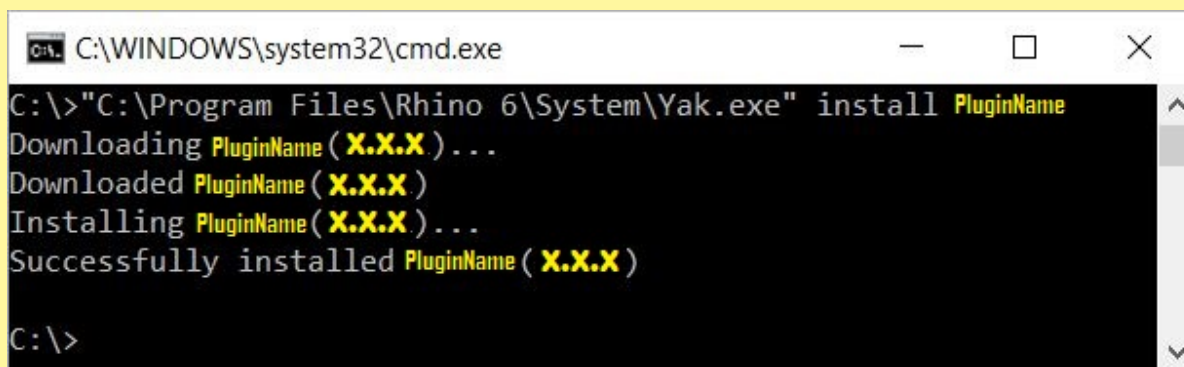 C:\WINDOWS\system32\cmd.exe
C:\>"C:\Program Files\Rhino 6\System\Yak.exe" install PluginName
Downloading PluginName(X.X.X)...
Downloaded PluginName(X.X.X)
Installing PluginName(X.X.X)...
Successfully installed PluginName(X.X.X)
C:\>